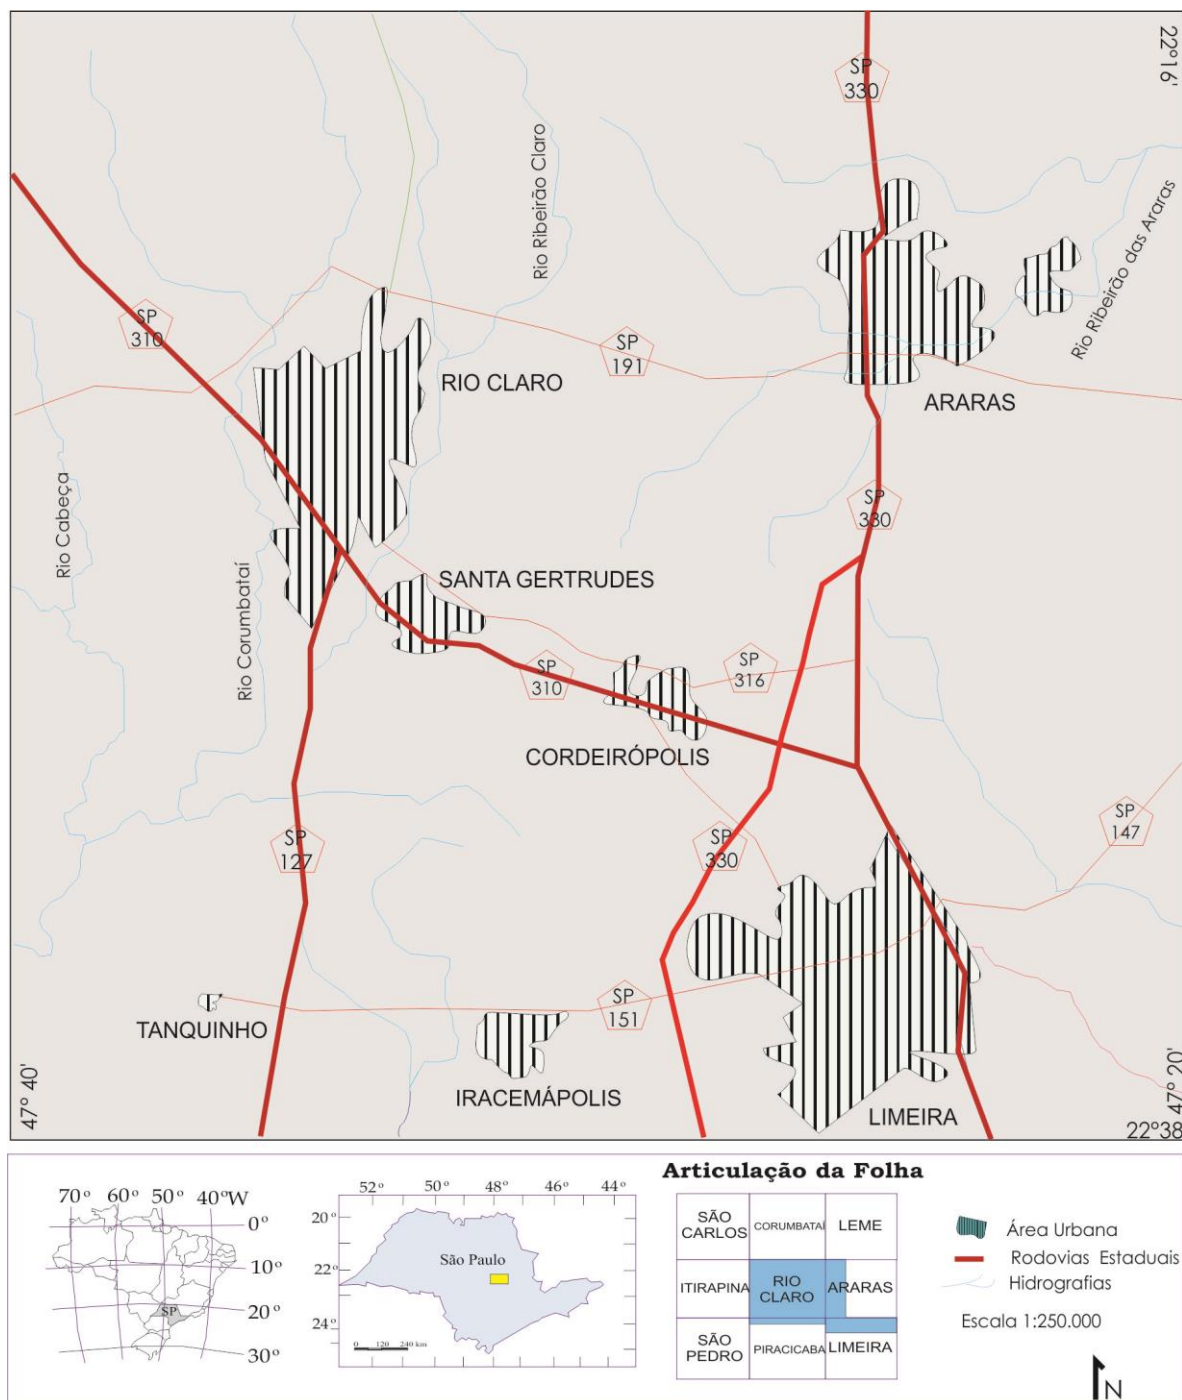 22°16'
SP
330
Rio Ribeirão Claro
Rio Ribeirão das Araras
SP
310
SP
191
RIO CLARO
ARARAS
Rio Cabeça
SP
330
Rio Corumbataí
SANTA GERTRUDES
SP
310
SP
316
CORDEIRÓPOLIS
SP
147
SP
127
SP
330
SP
151
TANQUINHO
IRACEMÁPOLIS
LIMEIRA
47° 40'
47° 20'
22°38'
Articulação da Folha
70° 60° 50° 40°W
0°
10°
20°
30°
SP
52° 50° 48° 46° 44°
20°
22°
24°
São Paulo
0 120 240 km
SÃO
CARLOS
CORUMBATAÍ
LEME
ITIRAPINA
RIO
CLARO
ARARAS
SÃO
PEDRO
PIRACICABA
LIMEIRA
Área Urbana
Rodovias Estaduais
Hidrografias
Escala 1:250.000
N